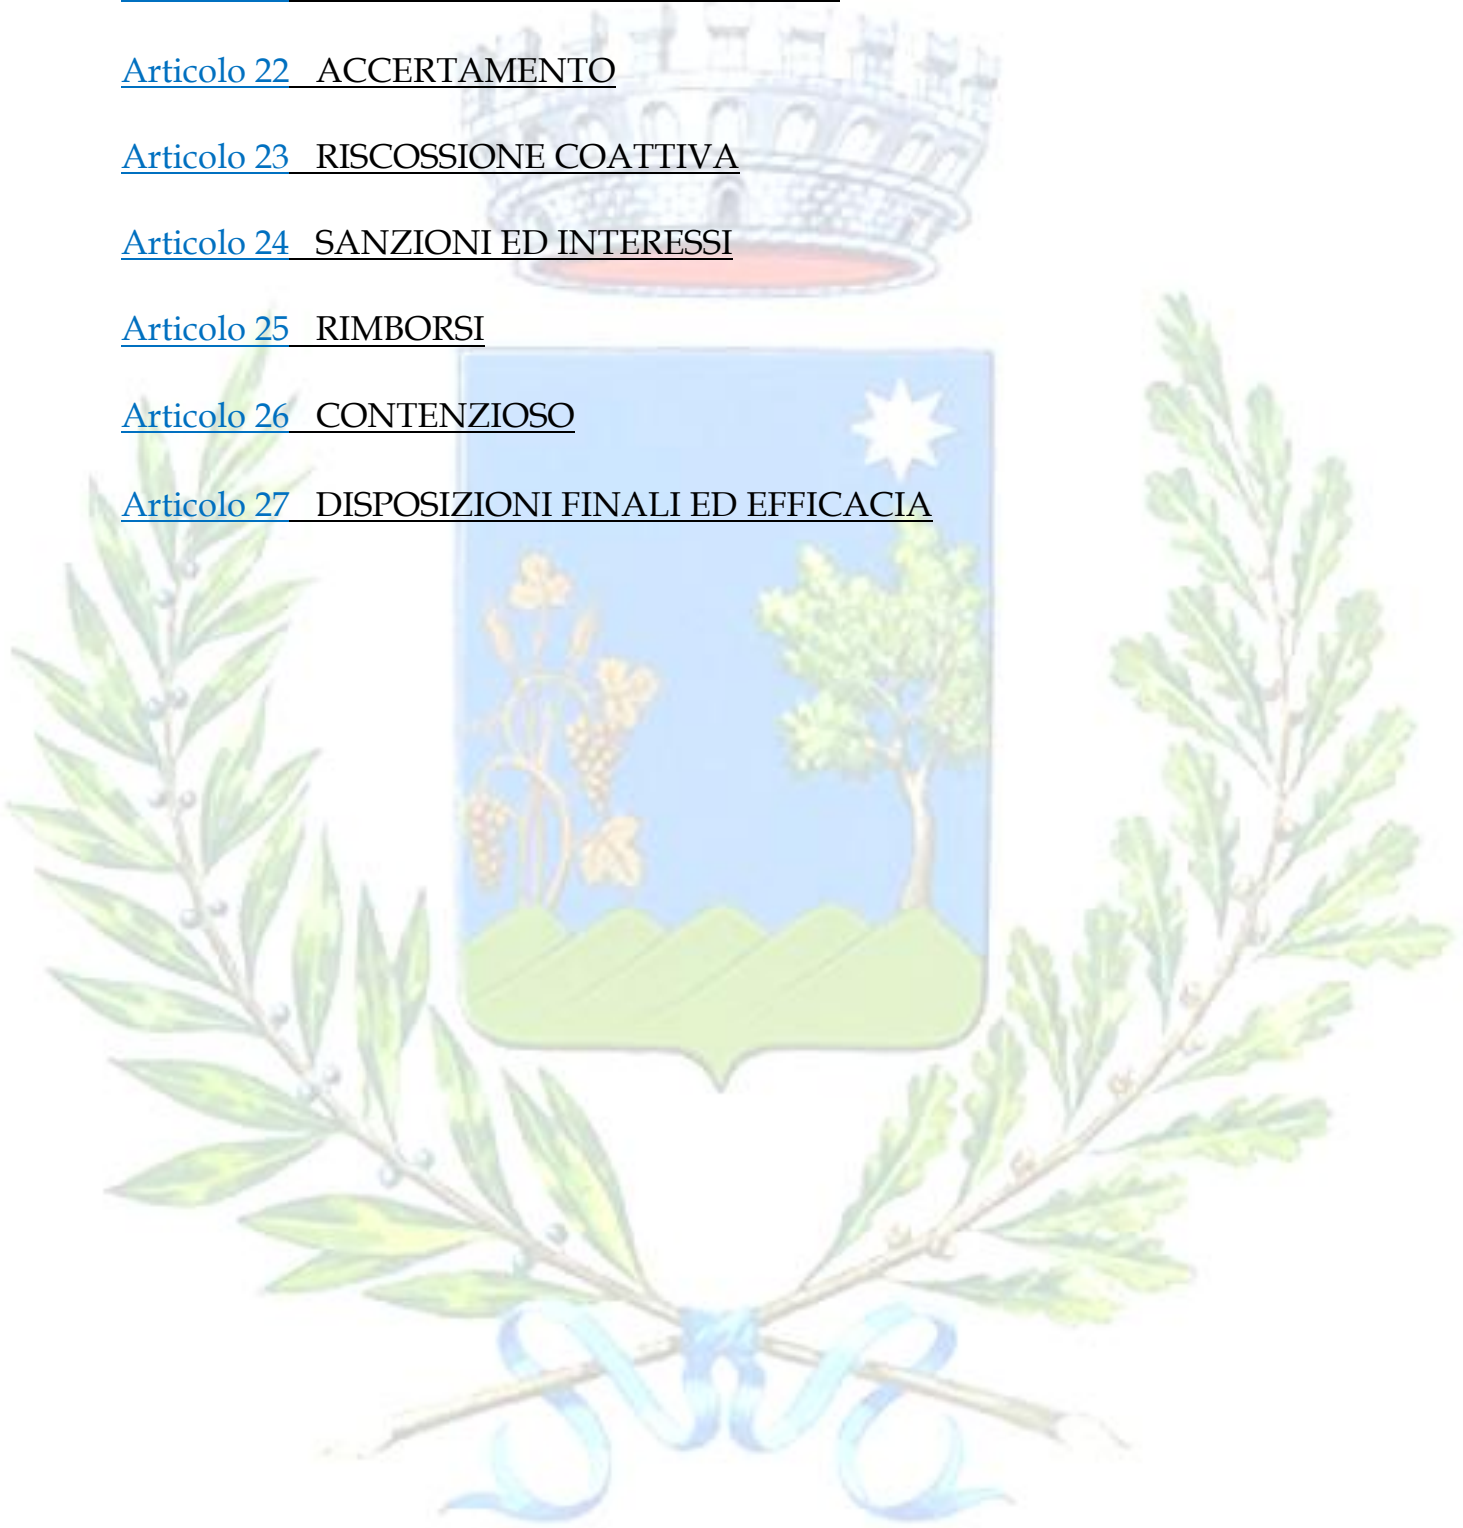 Articolo 22   ACCERTAMENTO
Articolo 23   RISCOSSIONE COATTIVA
Articolo 24   SANZIONI ED INTERESSI
Articolo 25   RIMBORSI
Articolo 26   CONTENZIOSO
Articolo 27   DISPOSIZIONI FINALI ED EFFICACIA